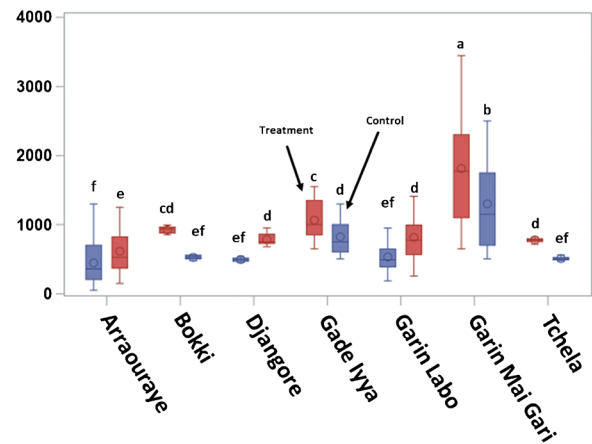 4000
3000
2000
1000
0
Treatment
Control
f
e
cd
ef
ef
d
c
d
ef
d
a
b
d
ef
Arraouraye
Bokki
Djangore
Gade Iyya
Garin Labo
Garin Mai Gari
Tchela